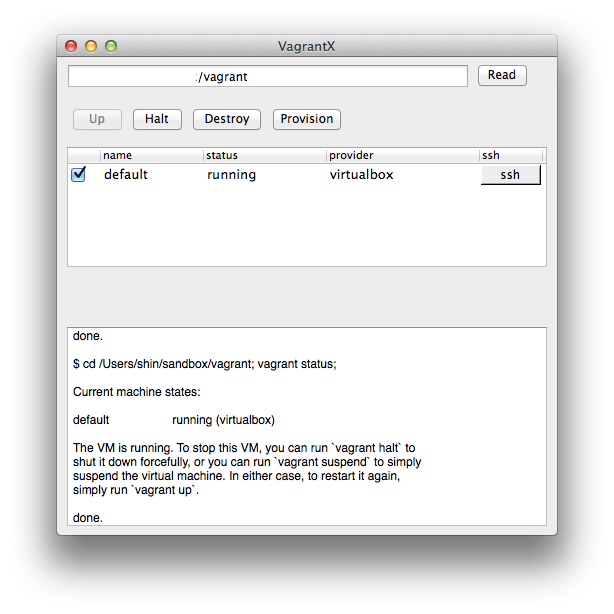 VagrantX
:/vagrant
Read
Up Halt Destroy Provision
name status provider ssh
default running virtualbox ssh
done.
$ cd /Users/shin/sandbox/vagrant; vagrant status;
Current machine states:
default running (virtualbox)
The VM is running. To stop this VM, you can run `vagrant halt` to
shut it down forcefully, or you can run `vagrant suspend` to simply
suspend the virtual machine. In either case, to restart it again,
simply run `vagrant up`.
done.